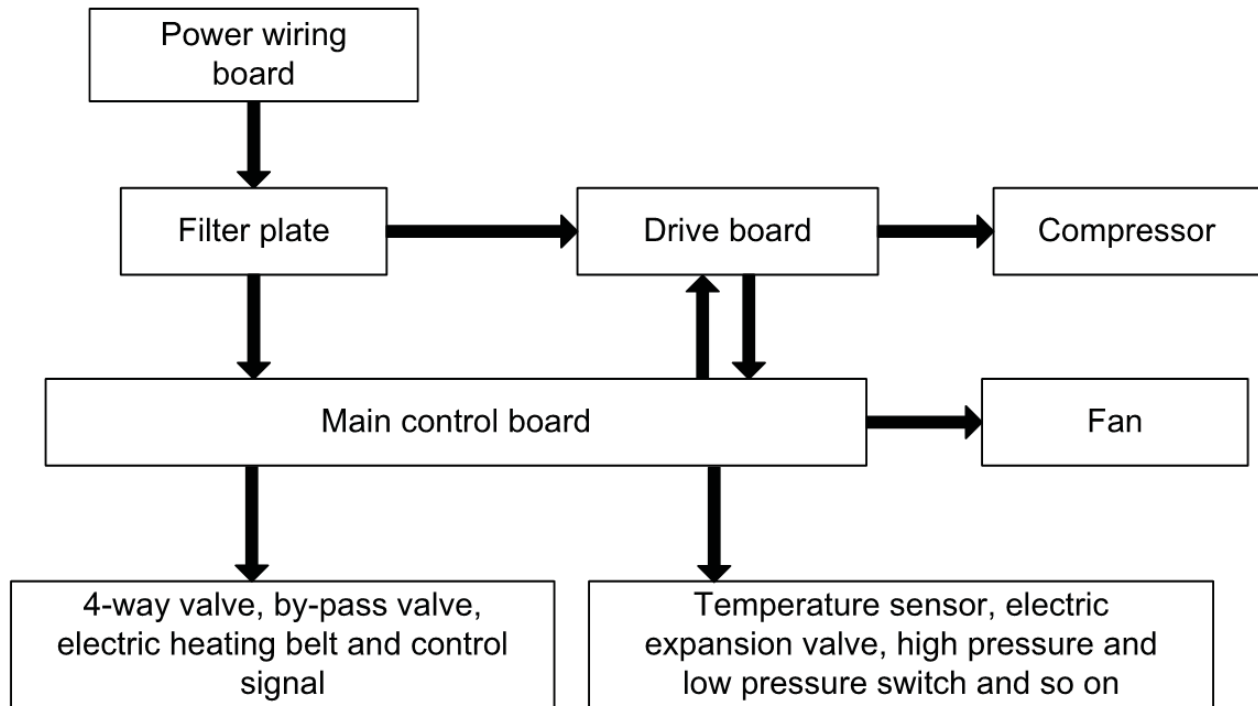 Power wiring
board
Filter plate
Drive board
Compressor
Main control board
Fan
4-way valve, by-pass valve,
electric heating belt and control
signal
Temperature sensor, electric
expansion valve, high pressure and
low pressure switch and so on